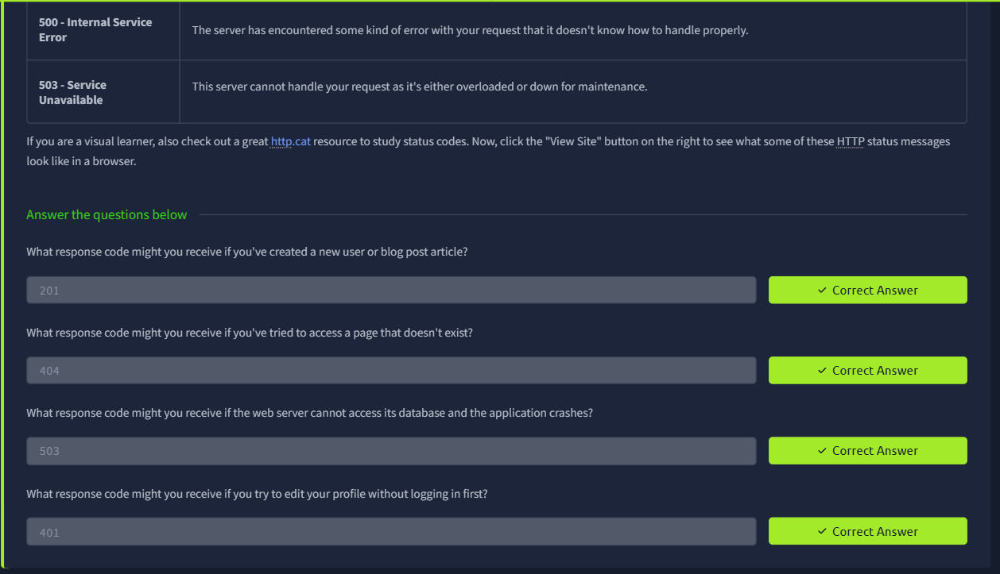 500 - Internal Service
Error
The server has encountered some kind of error with your request that it doesn't know how to handle properly.
503 - Service
Unavailable
This server cannot handle your request as it's either overloaded or down for maintenance.
If you are a visual learner, also check out a great http.cat resource to study status codes. Now, click the "View Site" button on the right to see what some of these HTTP status messages
look like in a browser.
Answer the questions below
What response code might you receive if you've created a new user or blog post article?
201
✓ Correct Answer
What response code might you receive if you've tried to access a page that doesn't exist?
404
✓ Correct Answer
What response code might you receive if the web server cannot access its database and the application crashes?
503
✓ Correct Answer
What response code might you receive if you try to edit your profile without logging in first?
401
✓ Correct Answer